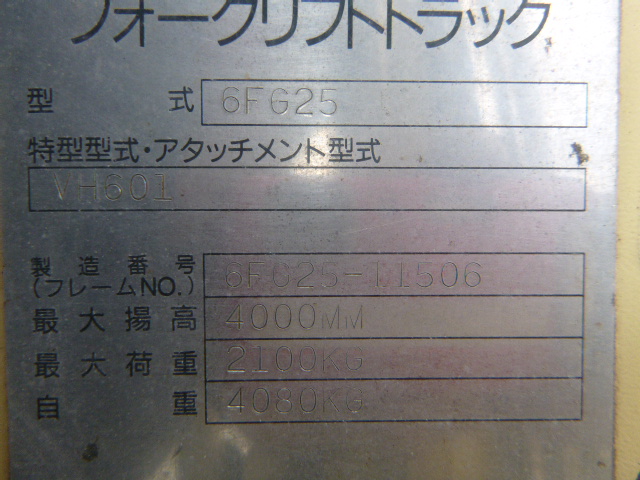 フォークリフトトラック
型式 6FG25
特型型式・アタッチメント型式
VH601
製造番号
(フレームNO.) 6FG25-11506
最大揚高 4000MM
最大荷重 2100KG
自重 4080KG